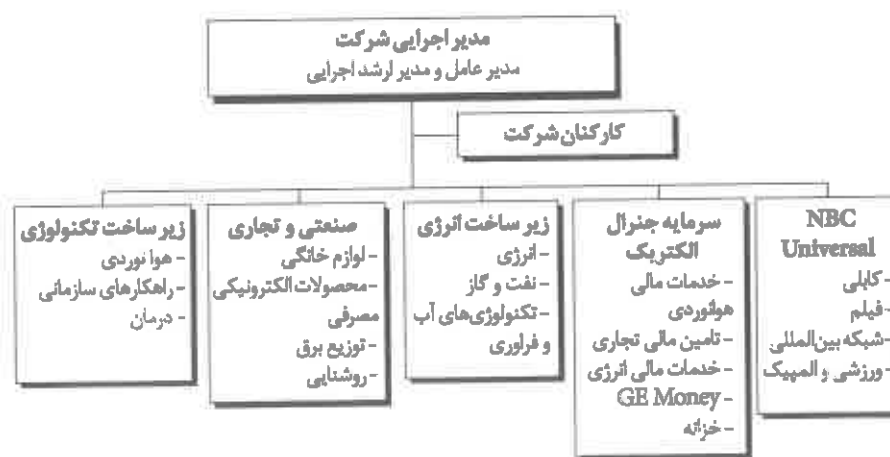 مدیر اجرایی شرکت
مدیر عامل و مدیر ارشد اجرایی
کارکنان شرکت
NBC
Universal
- کابلی
- فیلم
- شبکه بین‌المللی
- ورزشی و المپیک
سرمایه جنرال
الکتریک
- خدمات مالی
هوانوردی
- تامین مالی تجاری
- خدمات مالی انرژی
- GE Money
- خزانه
زیر ساخت انرژی
- انرژی
- نفت و گاز
- تکنولوژی‌های آب
و فراوری
صنعتی و تجاری
- لوازم خانگی
- محصولات الکترونیکی
مصرفی
- توزیع برق
- روشنایی
زیر ساخت تکنولوژی
- هوا نوردی
- راهکارهای سازمانی
- درمان